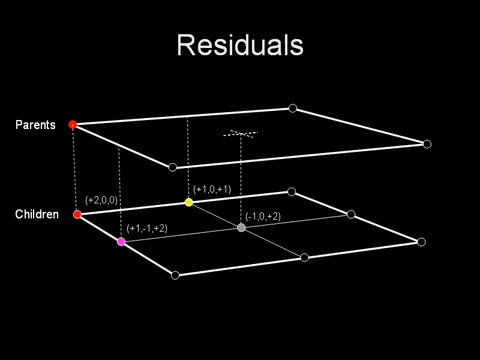 Residuals
Parents
(+1,0,+1)
(+2,0,0)
Children
(-1,0,+2)
(+1,-1,+2)